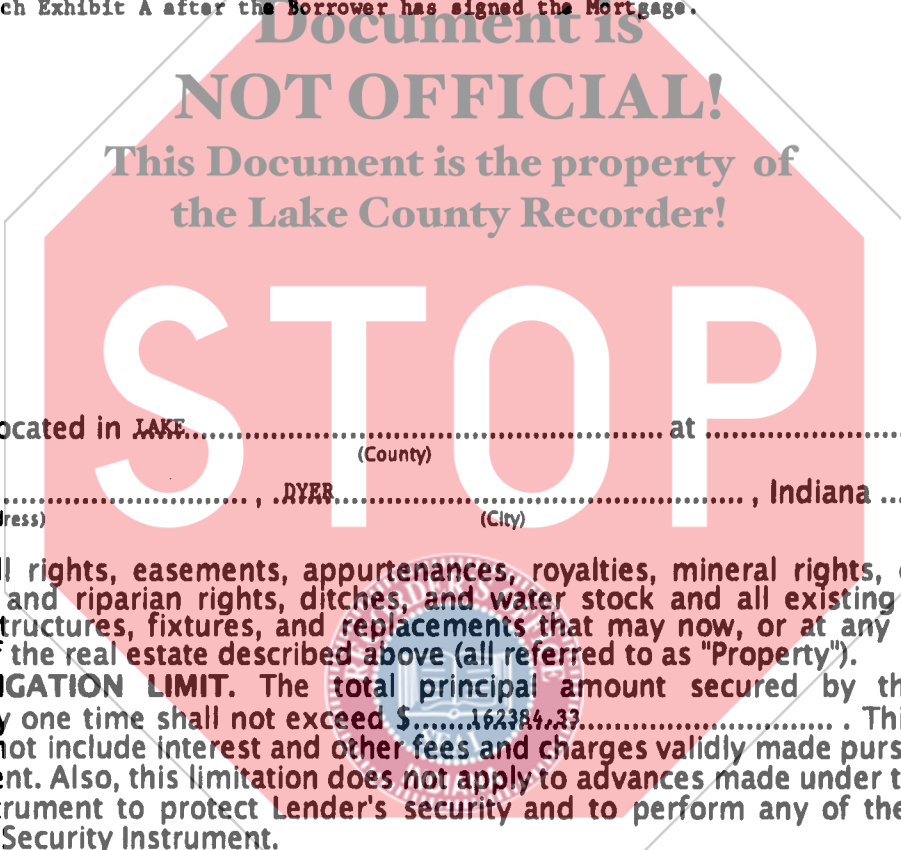 ch Exhibit A after the Borrower has signed the Mortgage.
Document is
NOT OFFICIAL!
This Document is the property of
the Lake County Recorder!
STOP
ocated in LAKE at
(County)
, DYER , Indiana
ress) (City)
ll rights, easements, appurtenances, royalties, mineral rights,
and riparian rights, ditches, and water stock and all existing
tructures, fixtures, and replacements that may now, or at any
f the real estate described above (all referred to as "Property").
IGATION LIMIT. The total principal amount secured by th
y one time shall not exceed $ 162384.33 . Thi
not include interest and other fees and charges validly made purs
ent. Also, this limitation does not apply to advances made under t
trument to protect Lender's security and to perform any of the
Security Instrument.
SEAL